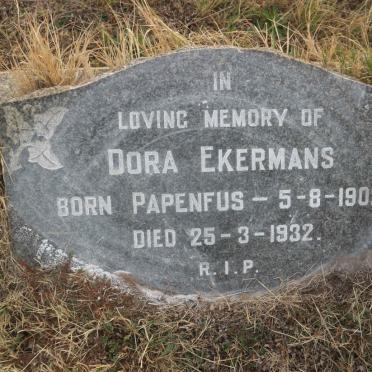 IN
LOVING MEMORY OF
DORA EKERMANS
BORN PAPENFUS – 5-8-190
DIED 25-3-1932.
R.I.P.